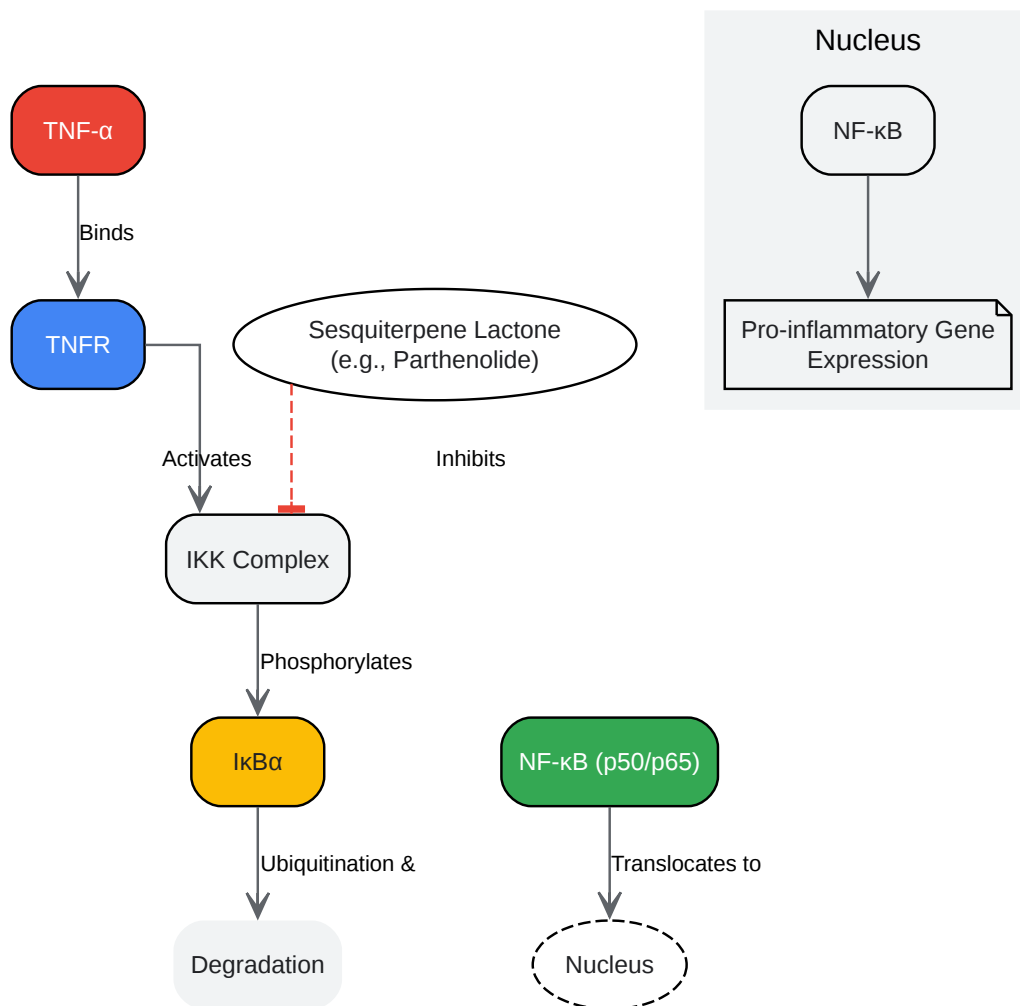 Nucleus
TNF-α
NF-κB
Binds
TNFR
Sesquiterpene Lactone
(e.g., Parthenolide)
Pro-inflammatory Gene
Expression
Activates
Inhibits
IKK Complex
Phosphorylates
IκBα
NF-κB (p50/p65)
Ubiquitination &
Translocates to
Degradation
Nucleus